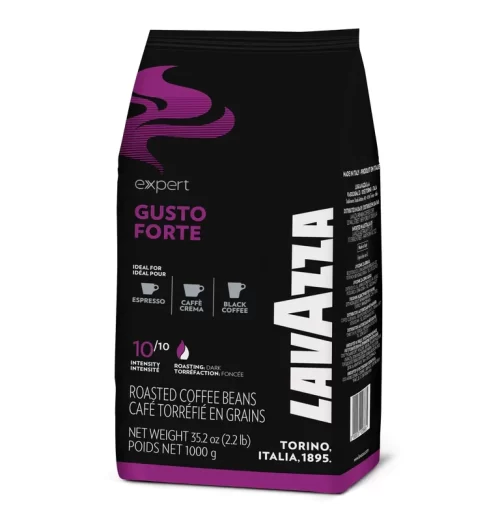 expert
GUSTO
FORTE
IDEAL FOR
IDÉAL POUR
ESPRESSO
CAFFÈ
CREMA
BLACK
COFFEE
10/10
INTENSITY
INTENSITÉ
ROASTING: DARK
TORRÉFACTION: FONCÉE
ROASTED COFFEE BEANS
CAFÉ TORRÉFIÉ EN GRAINS
NET WEIGHT 35.2 oz (2.2 lb)
POIDS NET 1000 g
LAVAZZA
TORINO,
ITALIA, 1895.